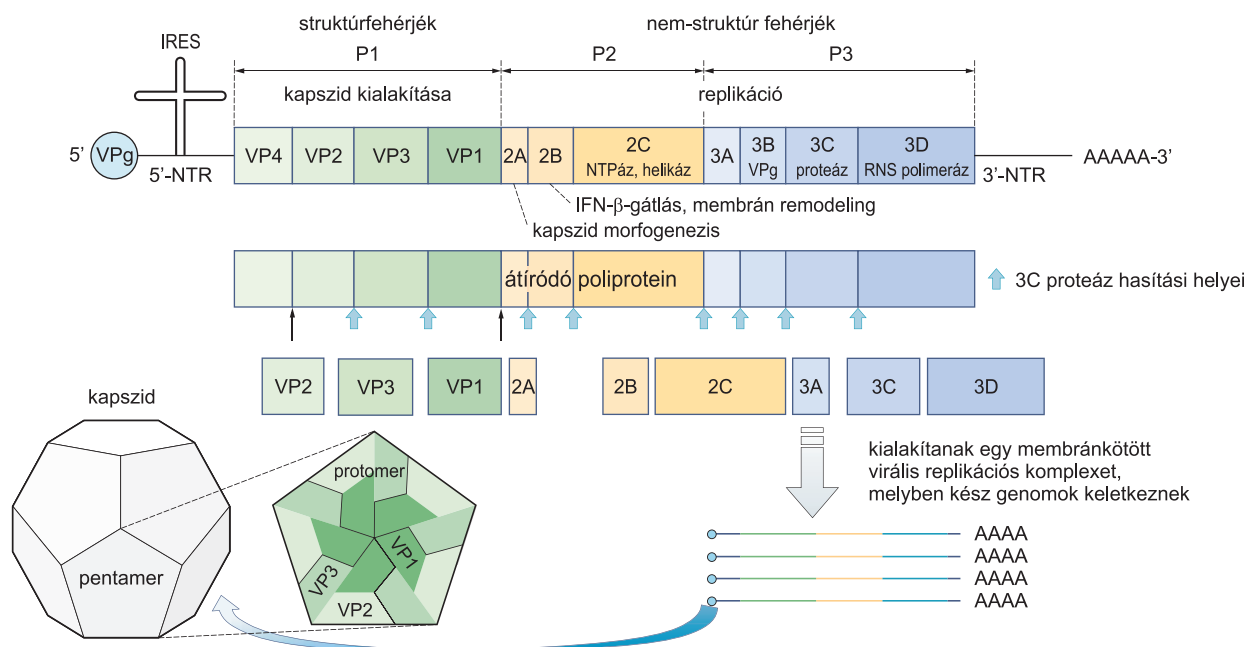 struktúrfehérjék
nem-struktúr fehérjék
IRES
P1
P2
P3
kapszid kialakítása
replikáció
5’
VPg
5’-NTR
VP4
VP2
VP3
VP1
2A
2B
2C
NTPáz, helikáz
3A
3B
VPg
3C
proteáz
3D
RNS polimeráz
3’-NTR
AAAAA-3’
IFN-β-gátlás, membrán remodeling
kapszid morfogenezis
átíródó poliprotein
3C proteáz hasítási helyei
VP2
VP3
VP1
2A
2B
2C
3A
3C
3D
kapszid
pentamer
protomer
VP1
VP3
VP2
kialakítanak egy membránkötött
virális replikációs komplexet,
melyben kész genomok keletkeznek
AAAA
AAAA
AAAA
AAAA